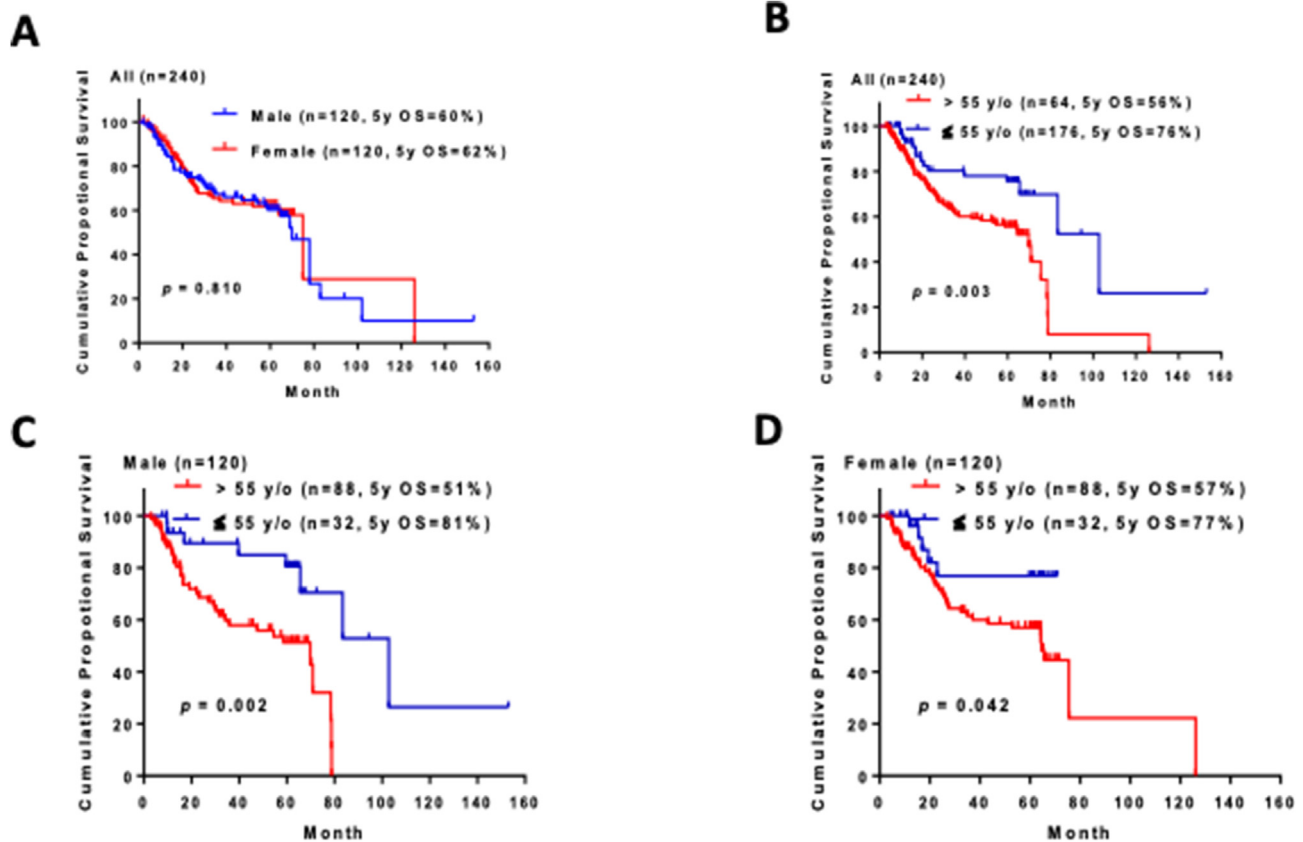 A
All (n=240)
Male (n=120, 5y OS=60%)
Female (n=120, 5y OS=62%)
Cumulative Propotional Survival
100
80
60
40
20
0
p = 0.810
0 20 40 60 80 100 120 140 160
Month
B
All (n=240)
> 55 y/o (n=64, 5y OS=56%)
≦ 55 y/o (n=176, 5y OS=76%)
Cumulative Propotional Survival
100
80
60
40
20
0
p = 0.003
0 20 40 60 80 100 120 140 160
Month
C
Male (n=120)
> 55 y/o (n=88, 5y OS=51%)
≦ 55 y/o (n=32, 5y OS=81%)
Cumulative Propotional Survival
100
80
60
40
20
0
p = 0.002
0 20 40 60 80 100 120 140 160
Month
D
Female (n=120)
> 55 y/o (n=88, 5y OS=57%)
≦ 55 y/o (n=32, 5y OS=77%)
Cumulative Propotional Survival
100
80
60
40
20
0
p = 0.042
0 20 40 60 80 100 120 140 160
Month